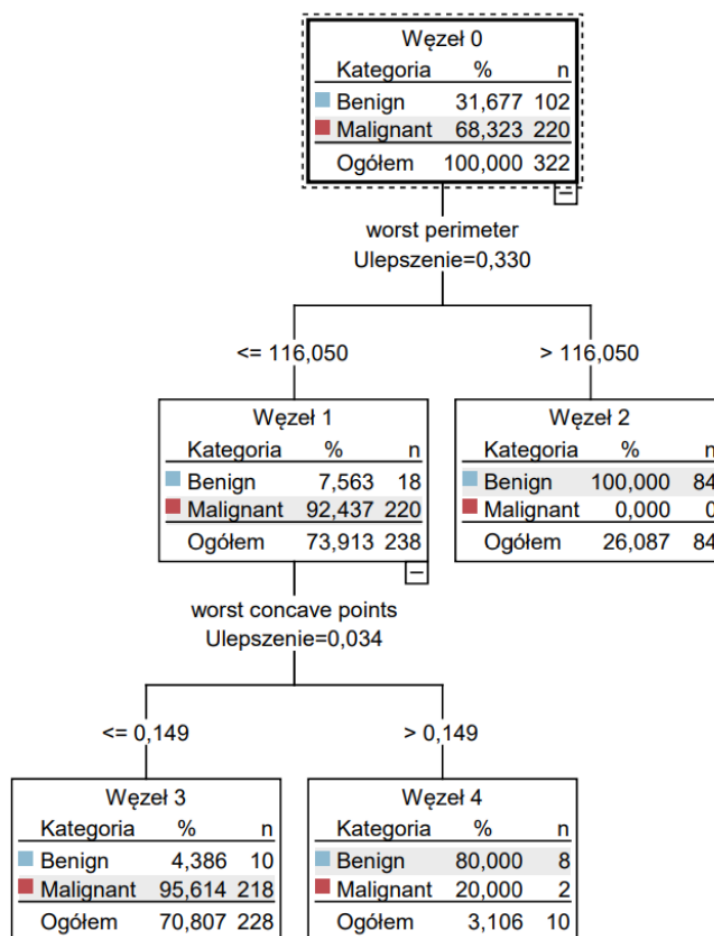 Węzeł 0
Kategoria % n
Benign 31,677 102
Malignant 68,323 220
Ogółem 100,000 322
worst perimeter
Ulepszenie=0,330
<= 116,050
> 116,050
Węzeł 1
Kategoria % n
Benign 7,563 18
Malignant 92,437 220
Ogółem 73,913 238
Węzeł 2
Kategoria % n
Benign 100,000 84
Malignant 0,000 0
Ogółem 26,087 84
worst concave points
Ulepszenie=0,034
<= 0,149
> 0,149
Węzeł 3
Kategoria % n
Benign 4,386 10
Malignant 95,614 218
Ogółem 70,807 228
Węzeł 4
Kategoria % n
Benign 80,000 8
Malignant 20,000 2
Ogółem 3,106 10